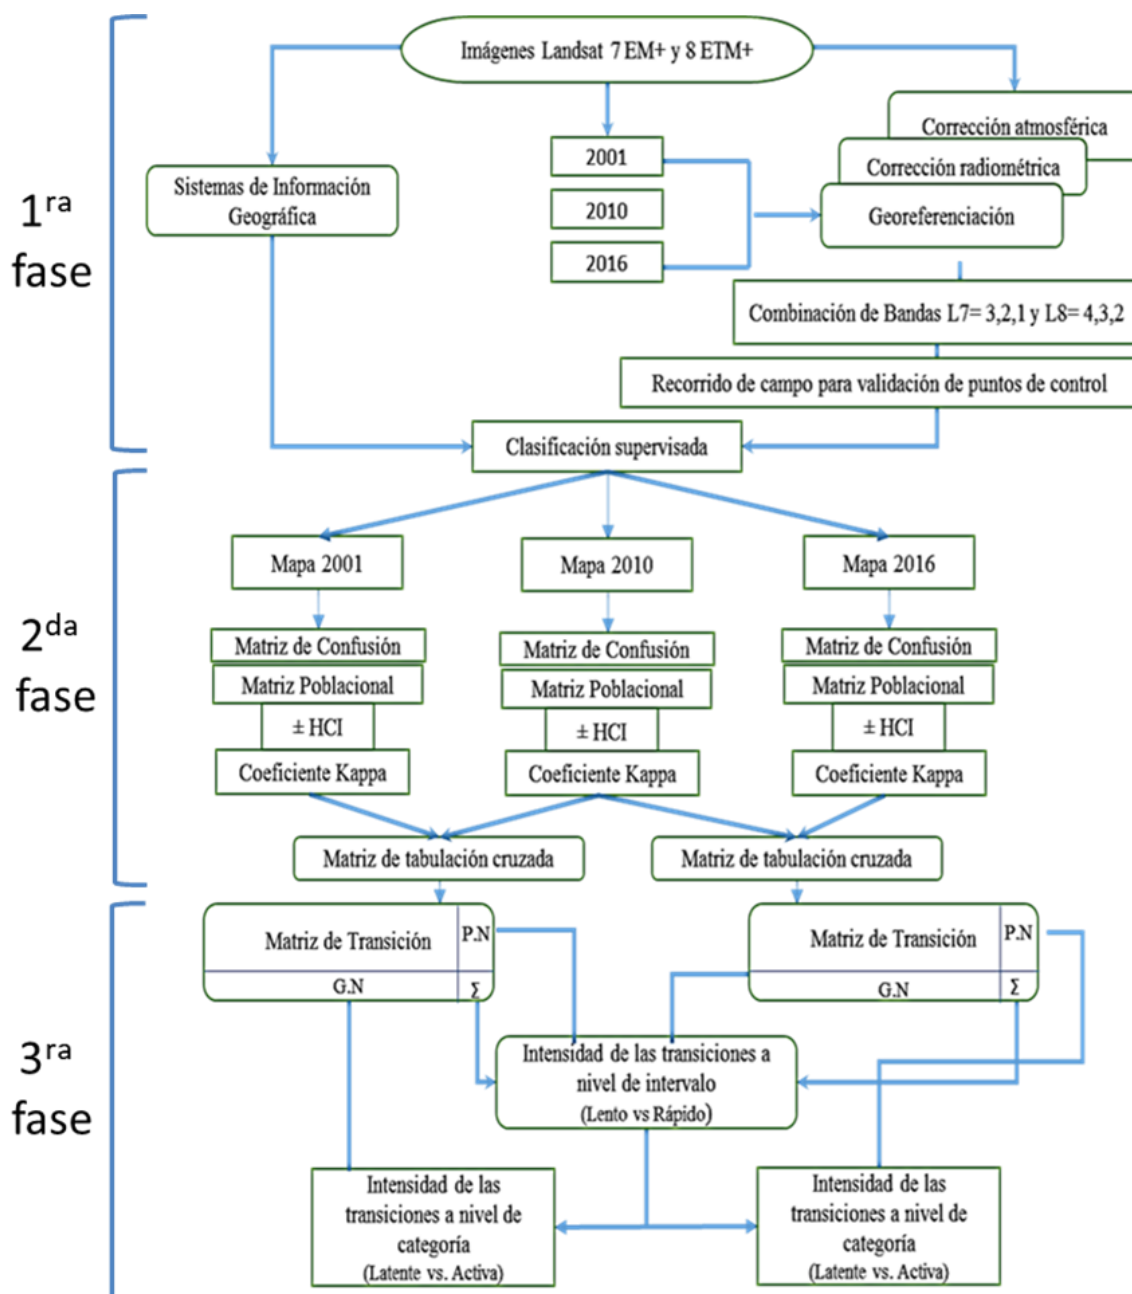 Imágenes Landsat 7 EM+ y 8 ETM+
Corrección atmosférica
2001
Corrección radiométrica
Sistemas de Información
Geográfica
2010
Georeferenciación
1ra
fase
2016
Combinación de Bandas L7= 3,2,1 y L8= 4,3,2
Recorrido de campo para validación de puntos de control
Clasificación supervisada
Mapa 2001
Mapa 2010
Mapa 2016
2da
fase
Matriz de Confusión
Matriz de Confusión
Matriz de Confusión
Matriz Poblacional
Matriz Poblacional
Matriz Poblacional
± HCI
± HCI
± HCI
Coeficiente Kappa
Coeficiente Kappa
Coeficiente Kappa
Matriz de tabulación cruzada
Matriz de tabulación cruzada
Matriz de Transición
P.N
G.N
Σ
Matriz de Transición
P.N
G.N
Σ
3ra
fase
Intensidad de las transiciones a
nivel de intervalo
(Lento vs Rápido)
Intensidad de las
transiciones a nivel de
categoría
(Latente vs. Activa)
Intensidad de las
transiciones a nivel de
categoría
(Latente vs. Activa)